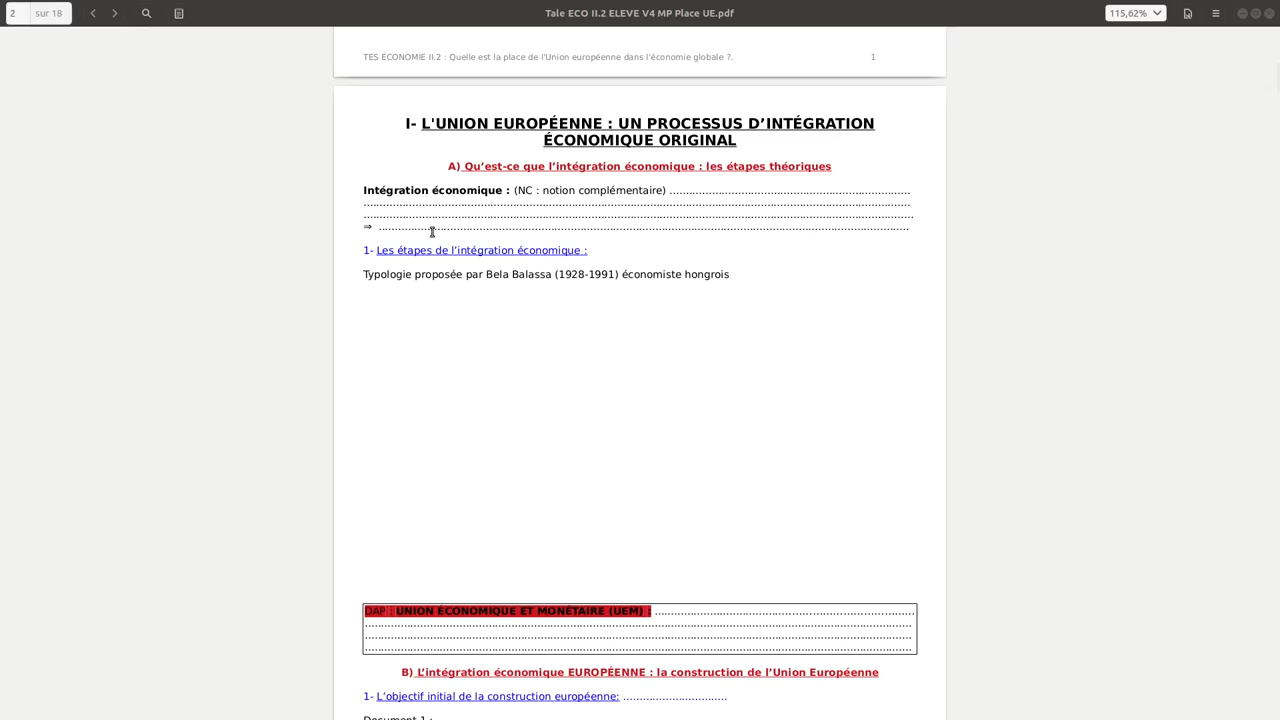 2 sur 18 Tale ECO II.2 ELEVE V4 MP Place UE.pdf 115,62%
TES ÉCONOMIE II.2 : Quelle est la place de l'Union européenne dans l'économie globale ?. 1
I- L'UNION EUROPÉENNE : UN PROCESSUS D’INTÉGRATION
ÉCONOMIQUE ORIGINAL
A) Qu’est-ce que l’intégration économique : les étapes théoriques
Intégration économique : (NC : notion complémentaire) ..........................................................................
........................................................................................................................................................................
.........................................................................................................................................................................
⇒ ...................................................................................................................................................................
1- Les étapes de l’intégration économique :
Typologie proposée par Bela Balassa (1928-1991) économiste hongrois
DAP : UNION ÉCONOMIQUE ET MONÉTAIRE (UEM) : ................................................................................
........................................................................................................................................................................
........................................................................................................................................................................
........................................................................................................................................................................
B) L’intégration économique EUROPÉENNE : la construction de l’Union Européenne
1- L’objectif initial de la construction européenne: ................................
Document 1 :